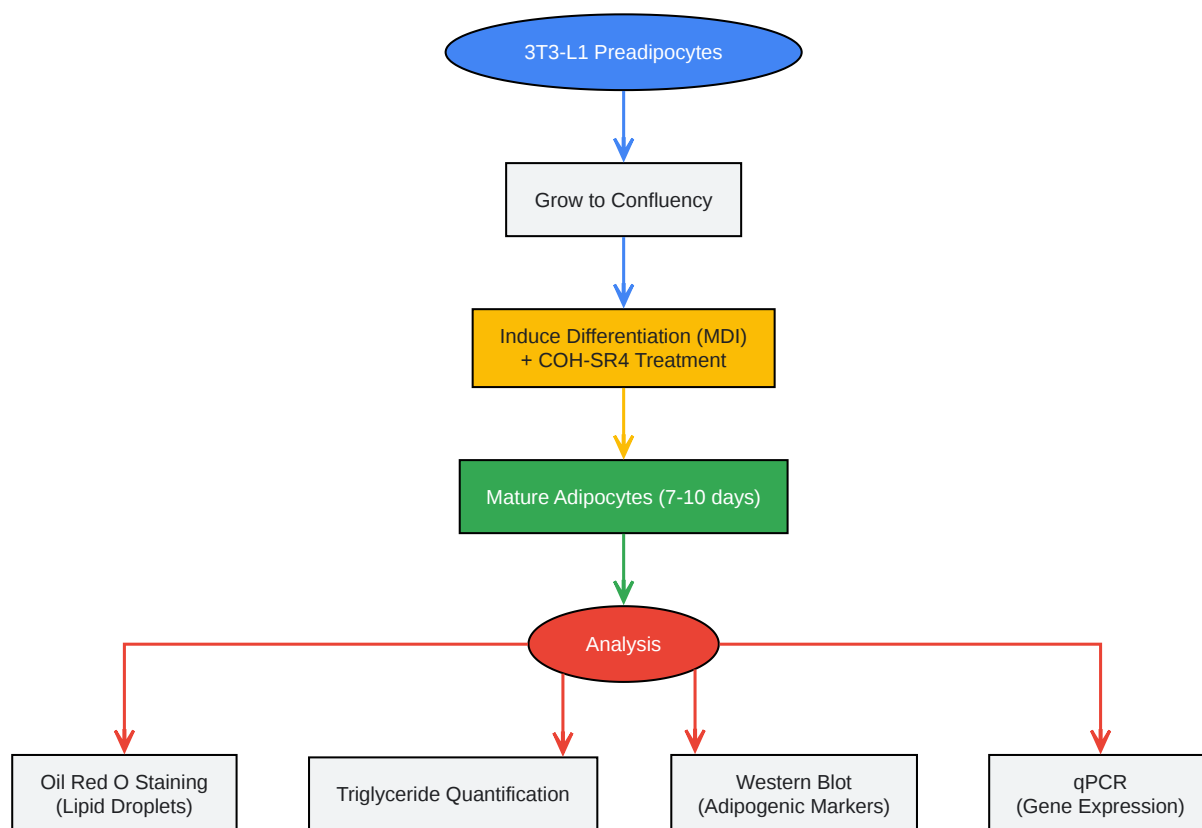 3T3-L1 Preadipocytes
Grow to Confluency
Induce Differentiation (MDI)
+ COH-SR4 Treatment
Mature Adipocytes (7-10 days)
Analysis
Oil Red O Staining
(Lipid Droplets)
Triglyceride Quantification
Western Blot
(Adipogenic Markers)
qPCR
(Gene Expression)